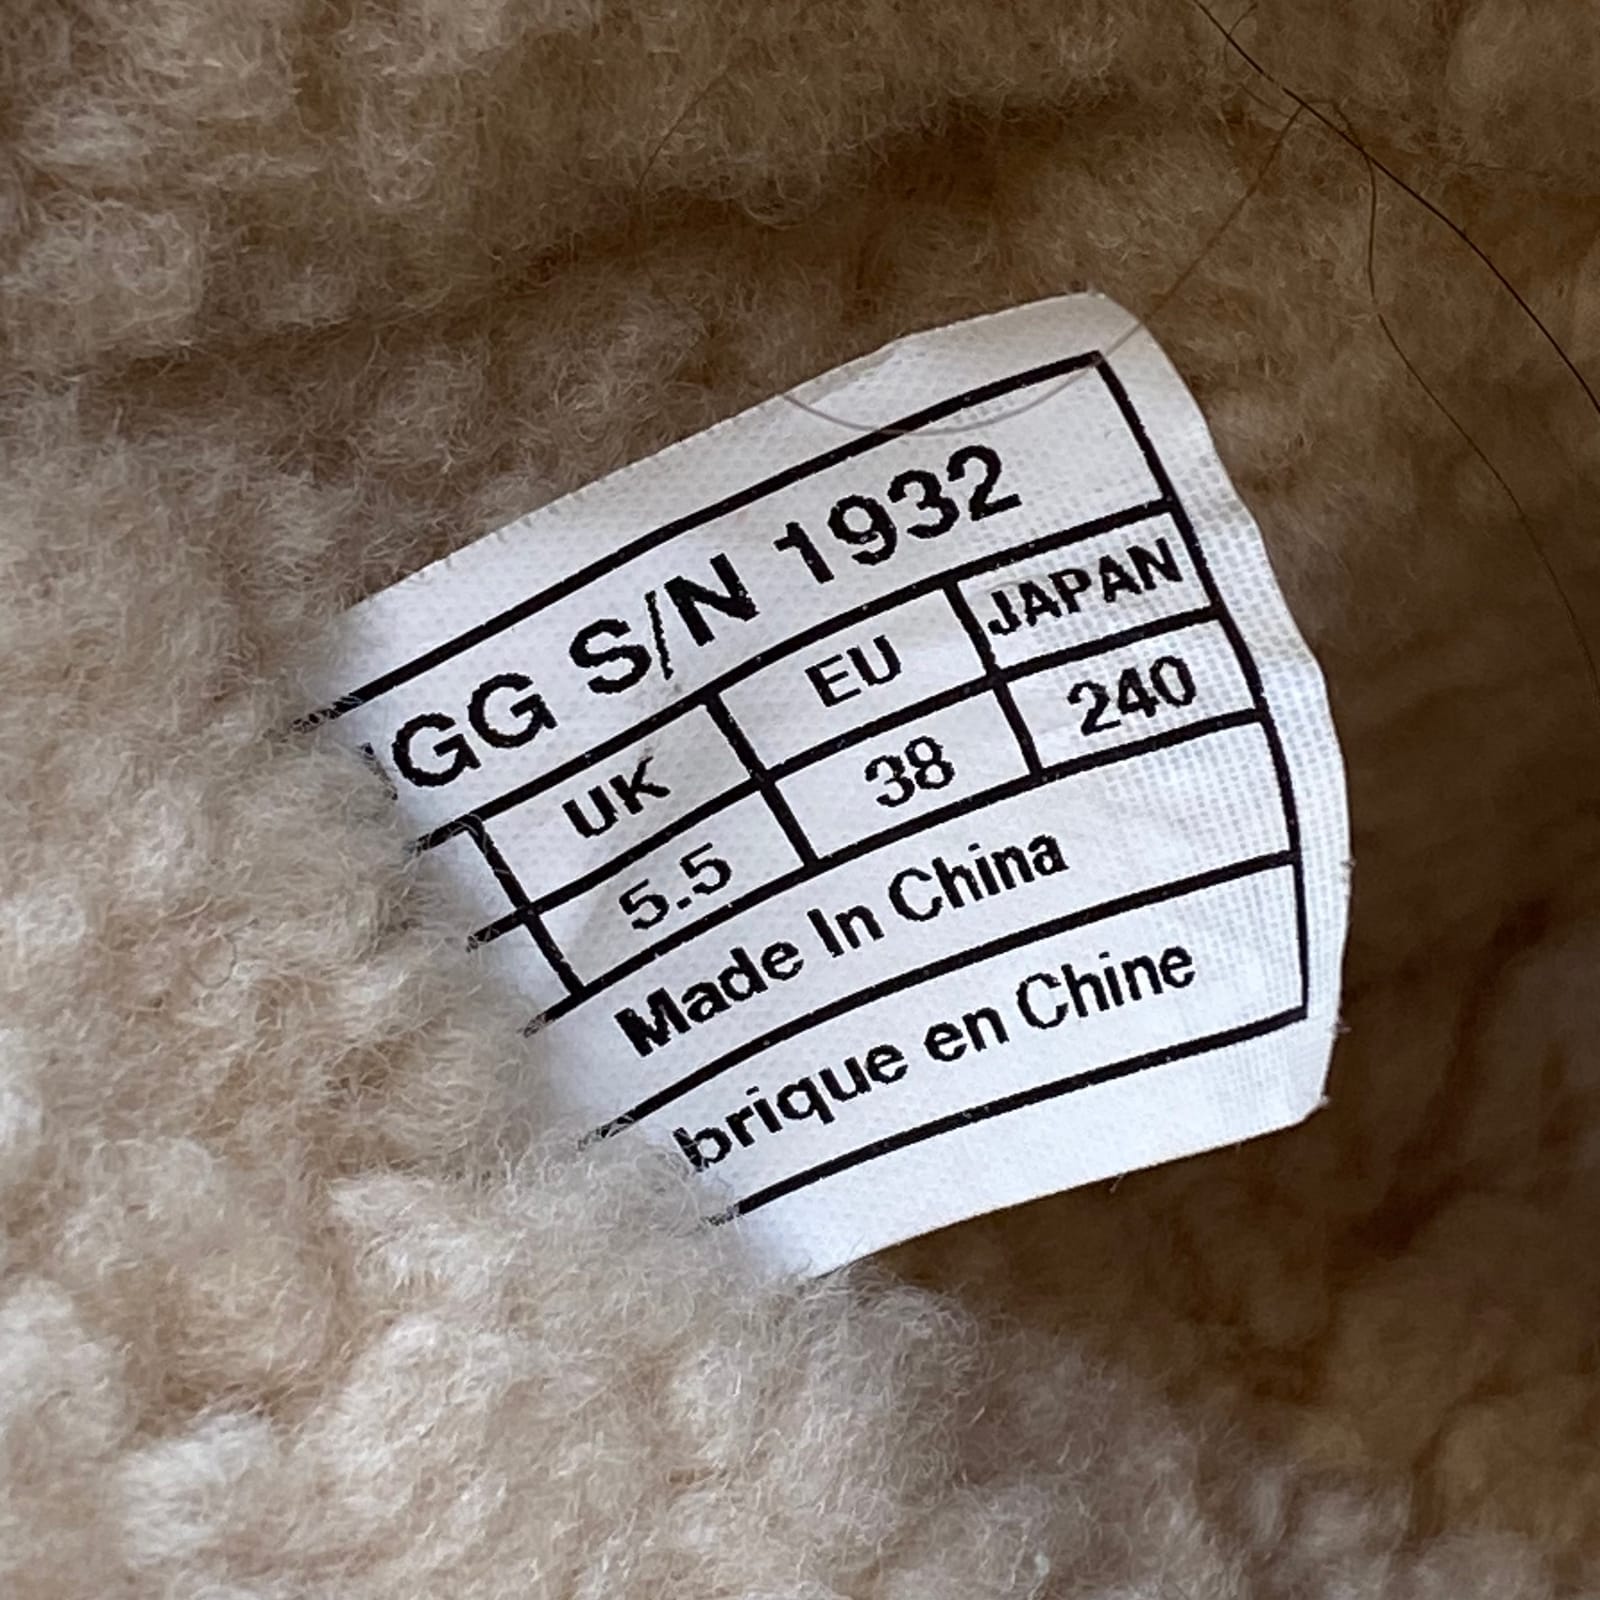 GG S/N 1932
UK EU JAPAN
5.5 38 240
Made In China
brique en Chine